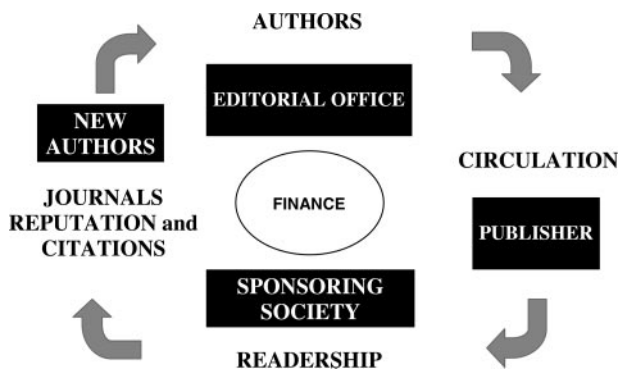 AUTHORS
EDITORIAL OFFICE
NEW
AUTHORS
CIRCULATION
JOURNALS
REPUTATION and
CITATIONS
FINANCE
PUBLISHER
SPONSORING
SOCIETY
READERSHIP